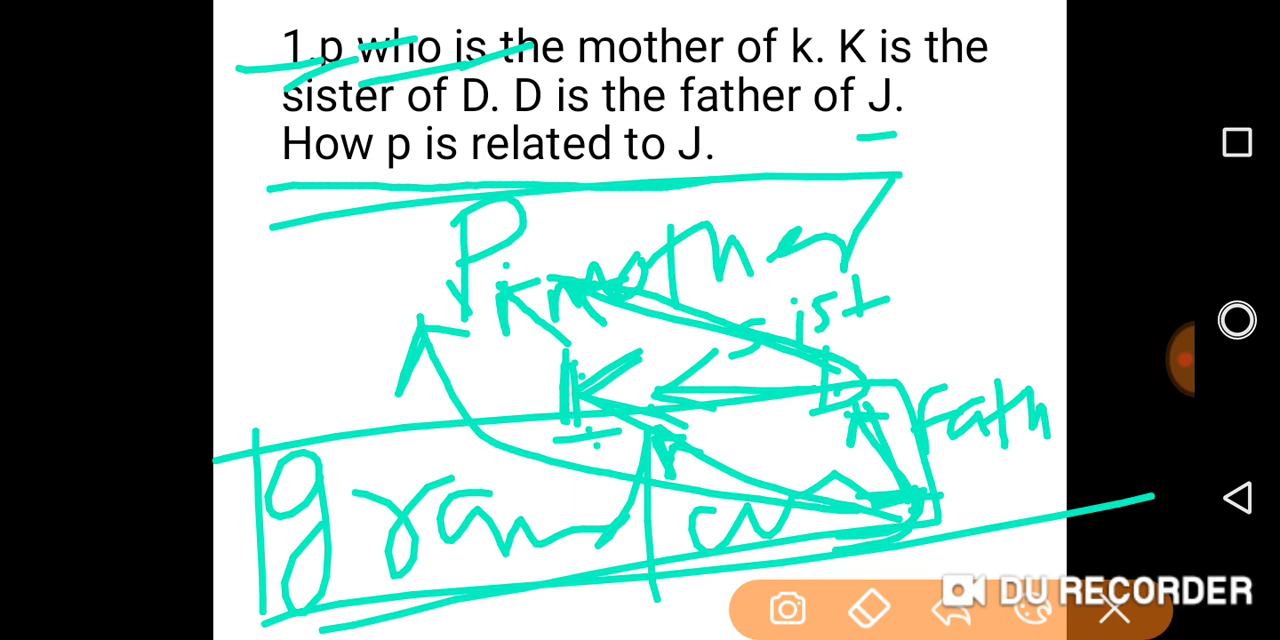 1.p who is the mother of k. K is the
sister of D. D is the father of J.
How p is related to J.
P
mother
K
sist
K
D
Fath
grand
DU RECORDER